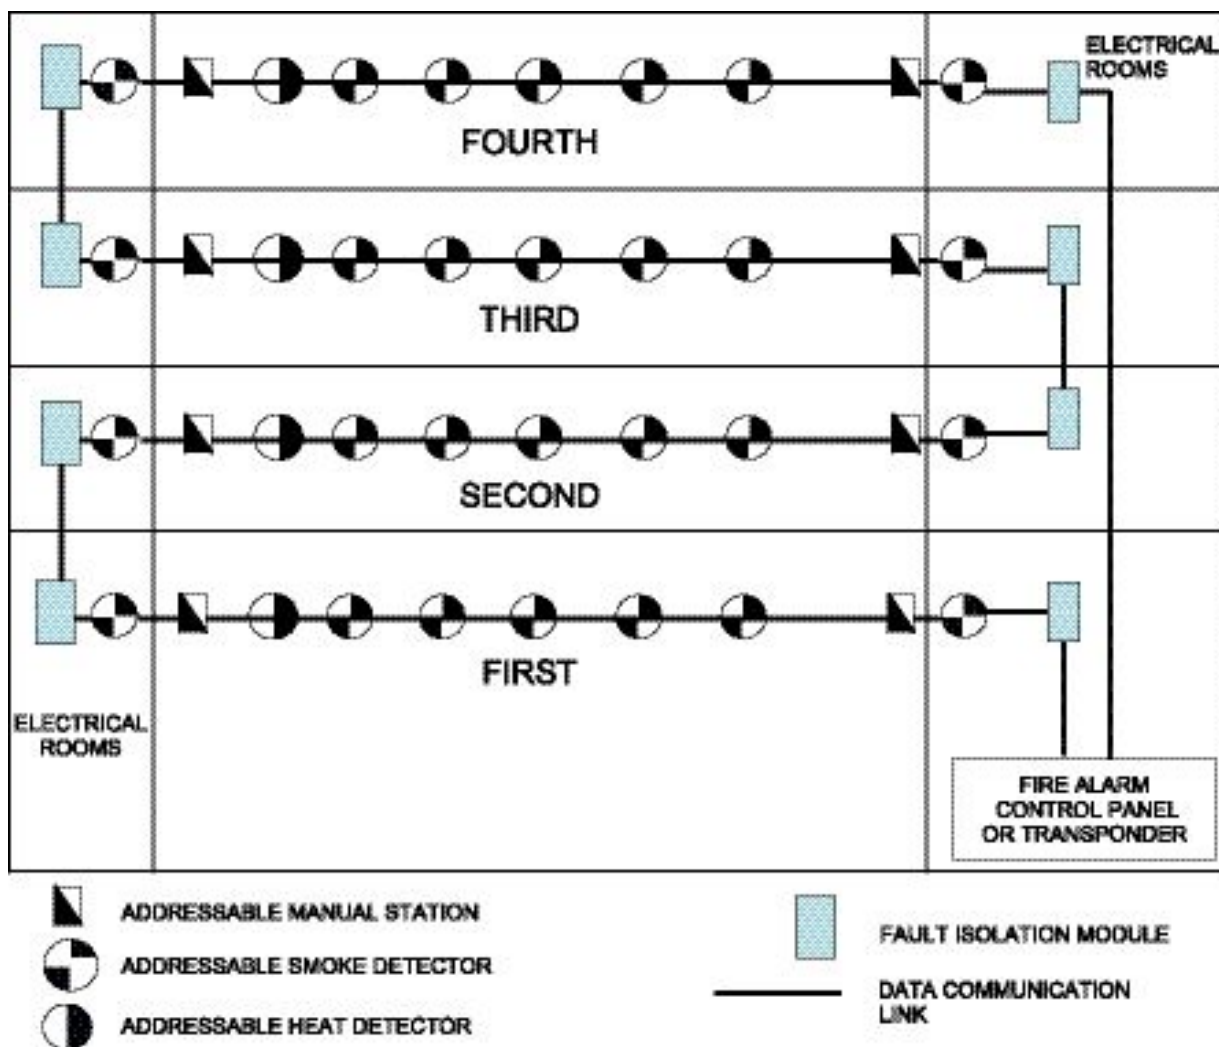 ELECTRICAL
ROOMS
FOURTH
THIRD
SECOND
FIRST
ELECTRICAL
ROOMS
FIRE ALARM
CONTROL PANEL
OR TRANSPONDER
ADDRESSABLE MANUAL STATION
ADDRESSABLE SMOKE DETECTOR
ADDRESSABLE HEAT DETECTOR
FAULT ISOLATION MODULE
DATA COMMUNICATION
LINK